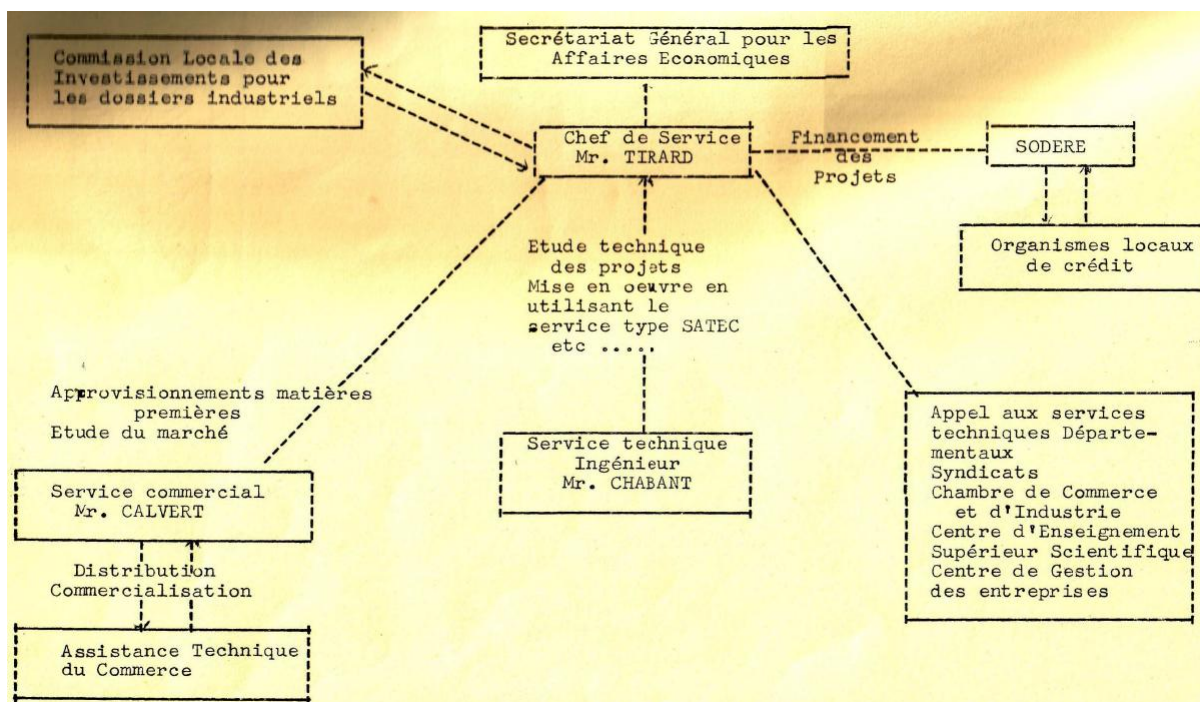 Commission Locale des
Investissements pour
les dossiers industriels
Secrétariat Général pour les
Affaires Economiques
Chef de Service
Mr. TIRARD
Financement
des
Projets
SODERE
Organismes locaux
de crédit
Etude technique
des projets
Mise en oeuvre en
utilisant le
service type SATEC
etc .....
Approvisionnements matières
premières
Etude du marché
Service commercial
Mr. CALVERT
Service technique
Ingénieur
Mr. CHABANT
Appel aux services
techniques Départe-
mentaux
Syndicats
Chambre de Commerce
et d'Industrie
Centre d'Enseignement
Supérieur Scientifique
Centre de Gestion
des entreprises
Distribution
Commercialisation
Assistance Technique
du Commerce